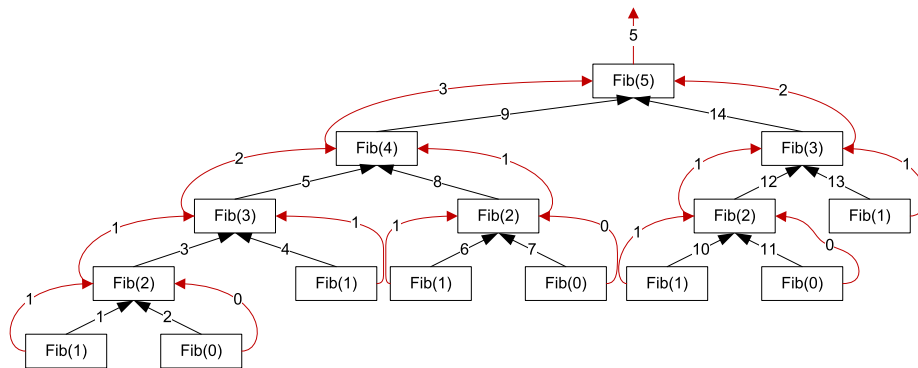 5
Fib(5)
3 2
9 14
Fib(4) Fib(3)
2 1 1 1
5 8 12 13
Fib(3) Fib(2) Fib(2) Fib(1)
1 1 1 0 1 0
3 4 6 7 10 11
Fib(2) Fib(1) Fib(1) Fib(0) Fib(1) Fib(0)
1 0
1 2
Fib(1) Fib(0)